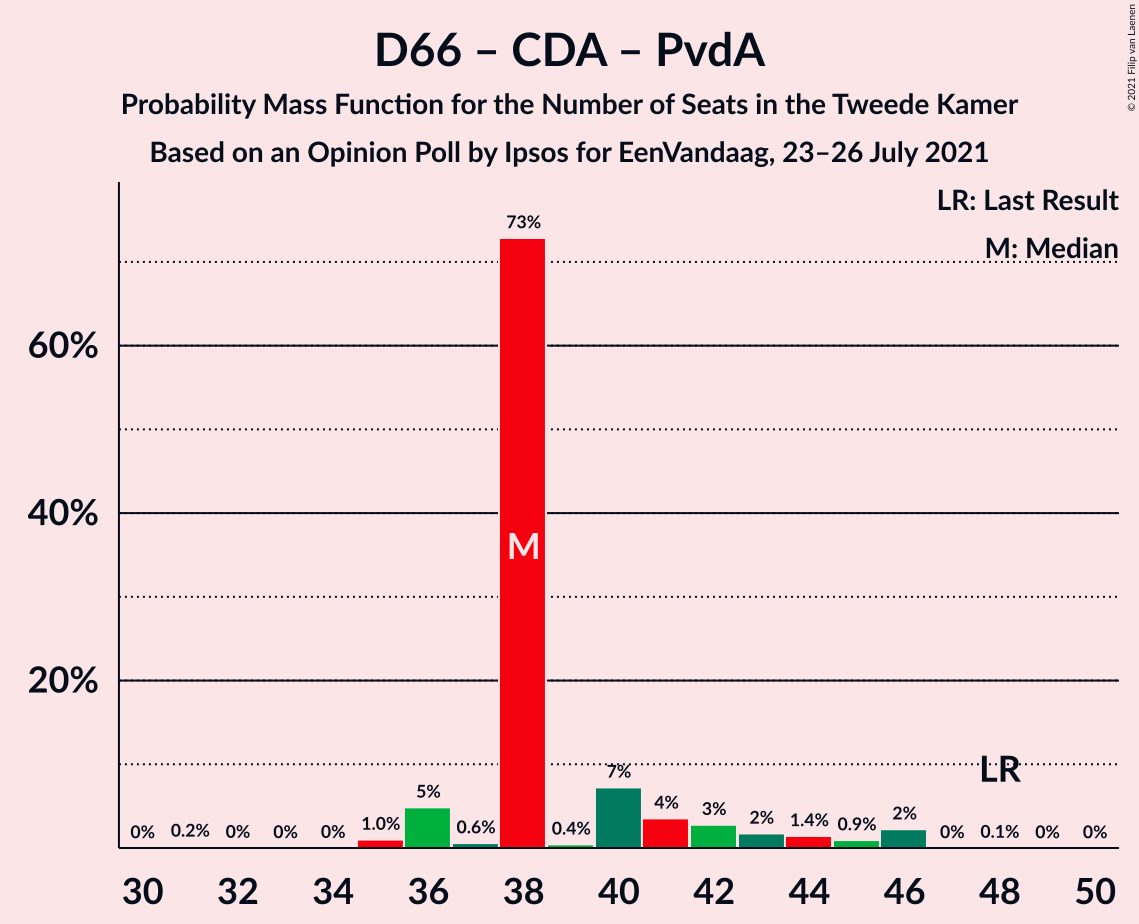 D66 – CDA – PvdA
Probability Mass Function for the Number of Seats in the Tweede Kamer
Based on an Opinion Poll by Ipsos for EenVandaag, 23–26 July 2021
© 2021 Filip van Laenen
LR: Last Result
M: Median
60%
40%
20%
0% 0.2% 0% 0% 0% 1.0% 5% 0.6% 73% 0.4% 7% 4% 3% 2% 1.4% 0.9% 2% 0% 0.1% 0% 0%
M
LR
30 32 34 36 38 40 42 44 46 48 50